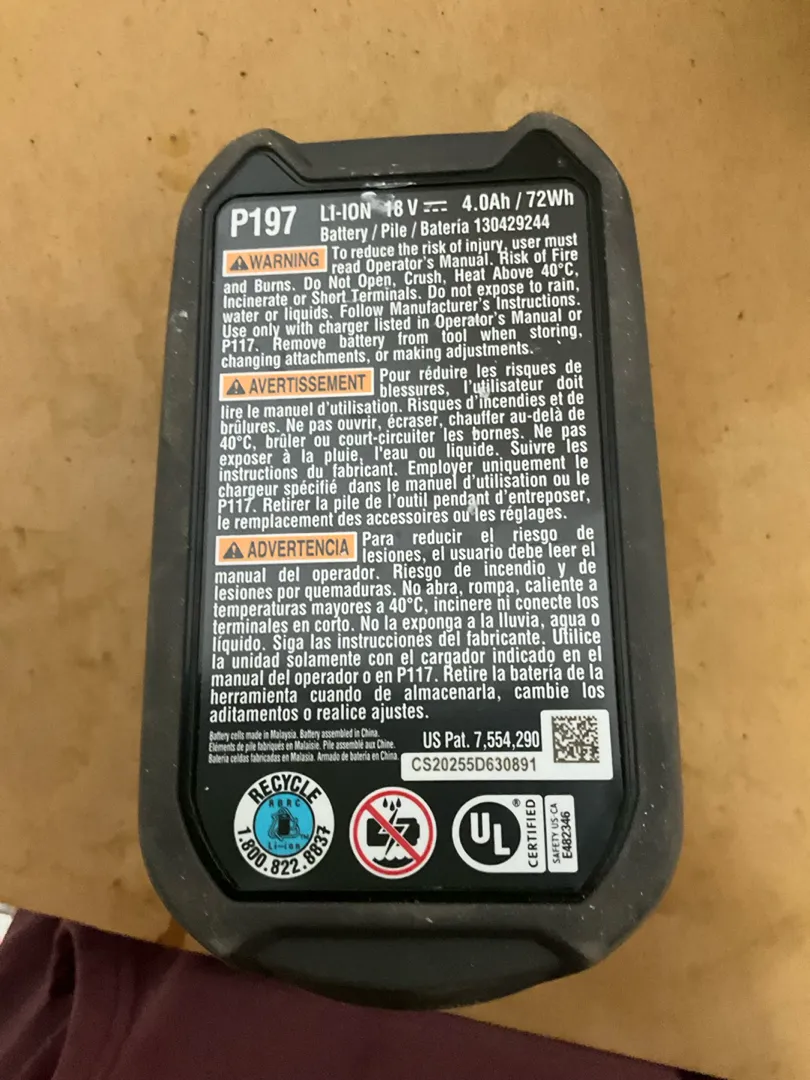 P197 LI-ION 18 V 4.0Ah / 72Wh
Battery / Pile / Batería 130429244
WARNING To reduce the risk of injury, user must
read Operator's Manual. Risk of Fire
and Burns. Do Not Open, Crush, Heat Above 40°C,
Incinerate or Short Terminals. Do not expose to rain,
water or liquids. Follow Manufacturer's Instructions.
Use only with charger listed in Operator's Manual or
P117. Remove battery from tool when storing,
changing attachments, or making adjustments.
AVERTISSEMENT Pour réduire les risques de
blessures, l'utilisateur doit
lire le manuel d'utilisation. Risques d'incendies et de
brûlures. Ne pas ouvrir, écraser, chauffer au-delà de
40°C, brûler ou court-circuiter les bornes. Ne pas
exposer à la pluie, l'eau ou liquide. Suivre les
instructions du fabricant. Employer uniquement le
chargeur spécifié dans le manuel d'utilisation ou le
P117. Retirer la pile de l'outil pendant d'entreposer,
le remplacement des accessoires ou les réglages.
ADVERTENCIA Para reducir el riesgo de
lesiones, el usuario debe leer el
manual del operador. Riesgo de incendio y de
lesiones por quemaduras. No abra, rompa, caliente a
temperaturas mayores a 40°C, incinere ni conecte los
terminales en corto. No la exponga a la lluvia, agua o
líquido. Siga las instrucciones del fabricante. Utilice
la unidad solamente con el cargador indicado en el
manual del operador o en P117. Retire la batería de la
herramienta cuando de almacenarla, cambie los
aditamentos o realice ajustes.
Battery cells made in Malaysia. Battery assembled in China.
Eléments de pile fabriqués en Malaisie. Pile assemblé aux Chine.
Batería celdas fabricadas en Malasia. Armado de batería en China.
US Pat. 7,554,290
CS20255D630891
RECYCLE
RBRC
Li-ion
TM
1.800.822.8837
UL
®
CERTIFIED
SAFETY US-CA
E482346